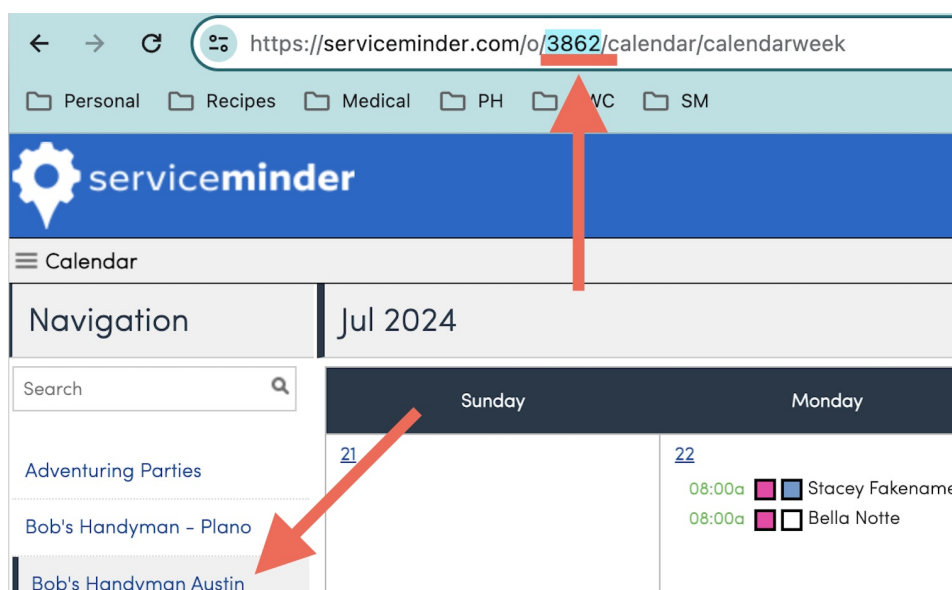 https://serviceminder.com/o/3862/calendar/calendarweek
Personal Recipes Medical PH WC SM
serviceminder
Calendar
Navigation Jul 2024
Search
Sunday Monday
21 22
Adventuring Parties
08:00a Stacey Fakename
08:00a Bella Notte
Bob's Handyman - Plano
Bob's Handyman Austin